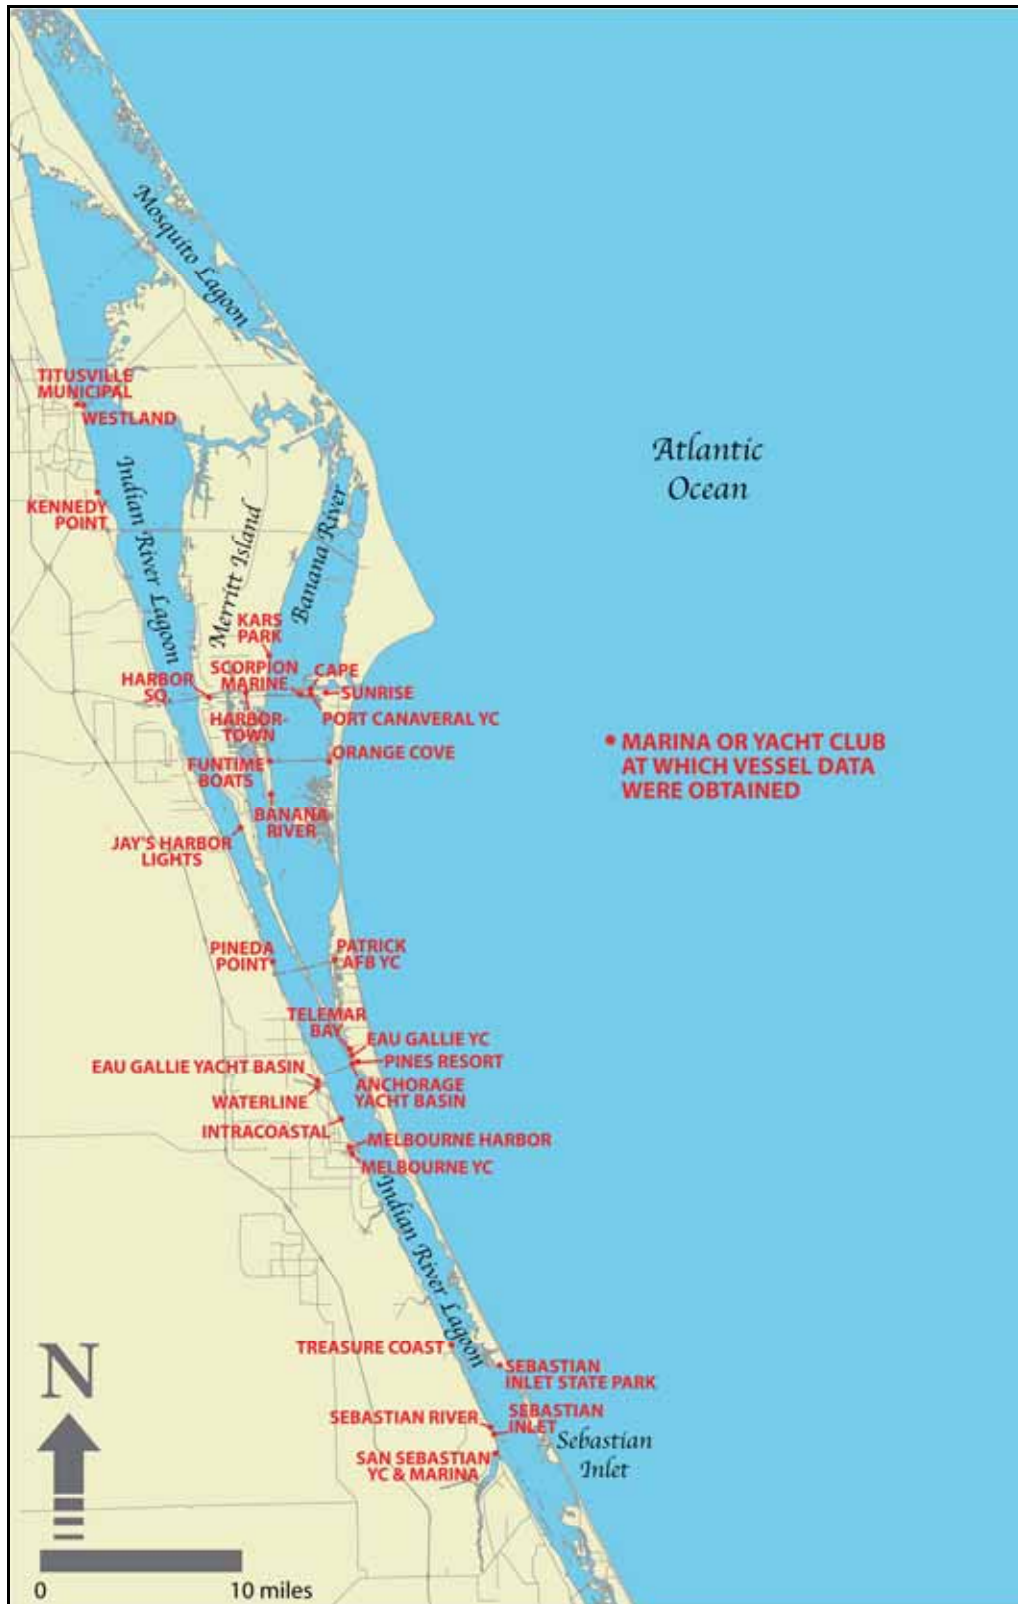 Mosquito Lagoon
TITUSVILLE
MUNICIPAL
WESTLAND
Atlantic
Ocean
Indian River Lagoon
KENNEDY
POINT
Merritt Island
Banana River
KARS
PARK
SCORPION
MARINE
CAPE
HARBOR
SQ.
SUNRISE
HARBOR-
TOWN
PORT CANAVERAL YC
MARINA OR YACHT CLUB
AT WHICH VESSEL DATA
WERE OBTAINED
FUNTIME
BOATS
ORANGE COVE
BANANA
RIVER
JAY'S HARBOR
LIGHTS
PINEDA
POINT
PATRICK
AFB YC
TELEMAR
BAY
EAU GALLIE YC
PINES RESORT
EAU GALLIE YACHT BASIN
ANCHORAGE
YACHT BASIN
WATERLINE
INTRACOASTAL
MELBOURNE HARBOR
MELBOURNE YC
Indian River Lagoon
TREASURE COAST
SEBASTIAN
INLET STATE PARK
SEBASTIAN RIVER
SEBASTIAN
INLET
Sebastian
Inlet
SAN SEBASTIAN
YC & MARINA
N
0 10 miles